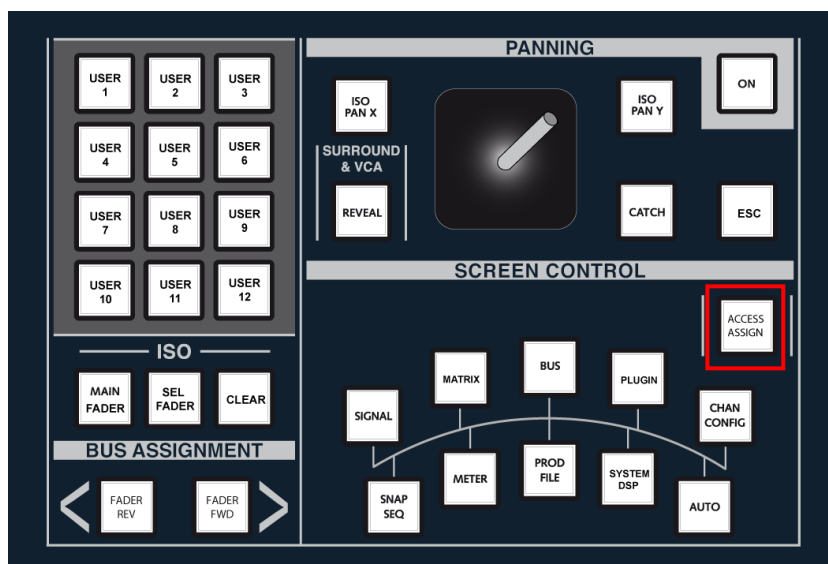 USER
1
USER
2
USER
3
USER
4
USER
5
USER
6
USER
7
USER
8
USER
9
USER
10
USER
11
USER
12
ISO
MAIN
FADER
SEL
FADER
CLEAR
BUS ASSIGNMENT
FADER
REV
FADER
FWD
PANNING
ISO
PAN X
ISO
PAN Y
ON
SURROUND
& VCA
REVEAL
CATCH
ESC
SCREEN CONTROL
ACCESS
ASSIGN
SIGNAL
MATRIX
BUS
PLUGIN
CHAN
CONFIG
SNAP
SEQ
METER
PROD
FILE
SYSTEM
DSP
AUTO